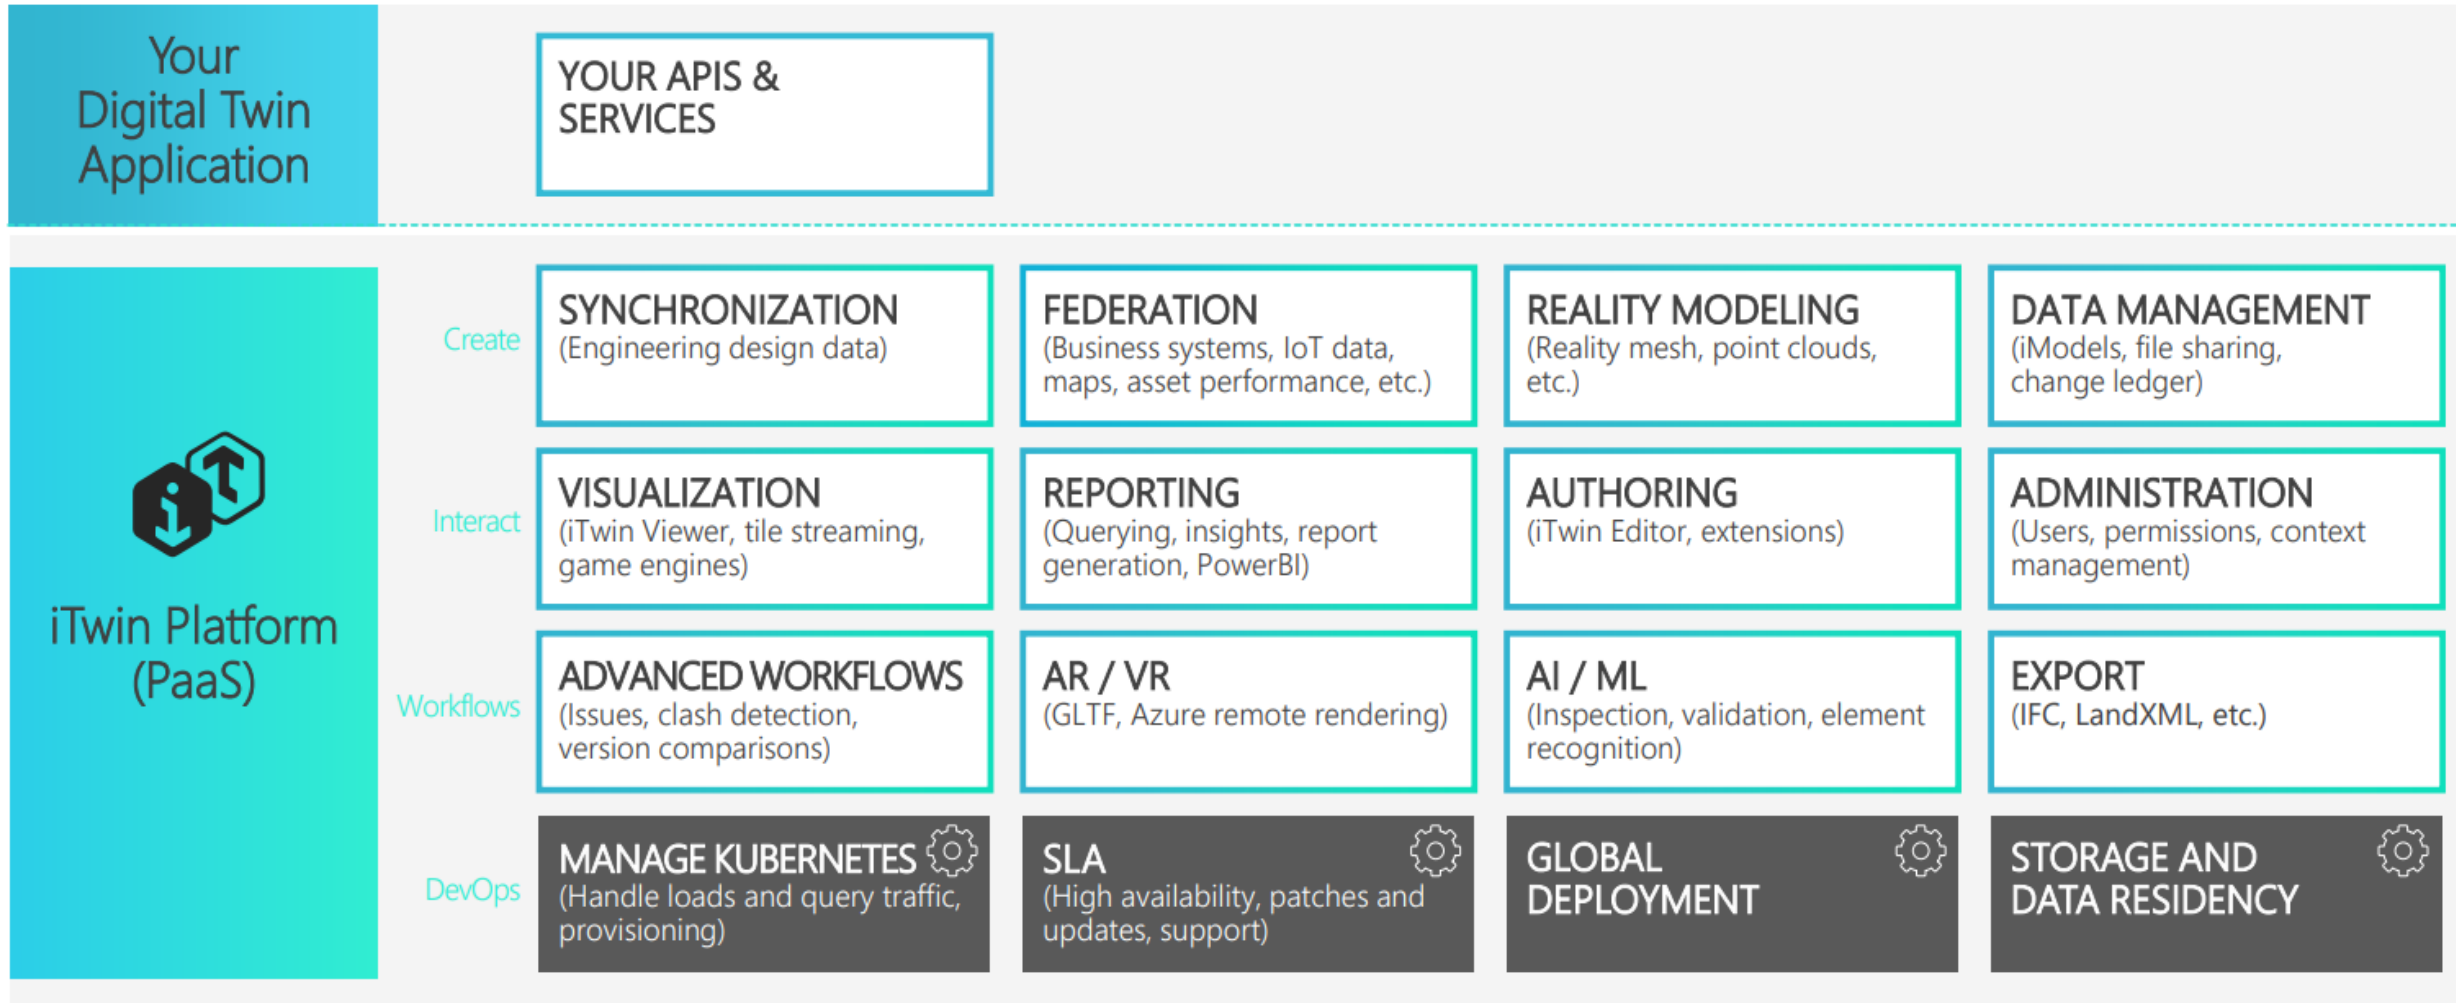 Your
Digital Twin
Application
YOUR APIS &
SERVICES
iTwin Platform
(PaaS)
Create
SYNCHRONIZATION
(Engineering design data)
FEDERATION
(Business systems, IoT data,
maps, asset performance, etc.)
REALITY MODELING
(Reality mesh, point clouds,
etc.)
DATA MANAGEMENT
(iModels, file sharing,
change ledger)
Interact
VISUALIZATION
(iTwin Viewer, tile streaming,
game engines)
REPORTING
(Querying, insights, report
generation, PowerBI)
AUTHORING
(iTwin Editor, extensions)
ADMINISTRATION
(Users, permissions, context
management)
Workflows
ADVANCED WORKFLOWS
(Issues, clash detection,
version comparisons)
AR / VR
(GLTF, Azure remote rendering)
AI / ML
(Inspection, validation, element
recognition)
EXPORT
(IFC, LandXML, etc.)
DevOps
MANAGE KUBERNETES
(Handle loads and query traffic,
provisioning)
SLA
(High availability, patches and
updates, support)
GLOBAL
DEPLOYMENT
STORAGE AND
DATA RESIDENCY